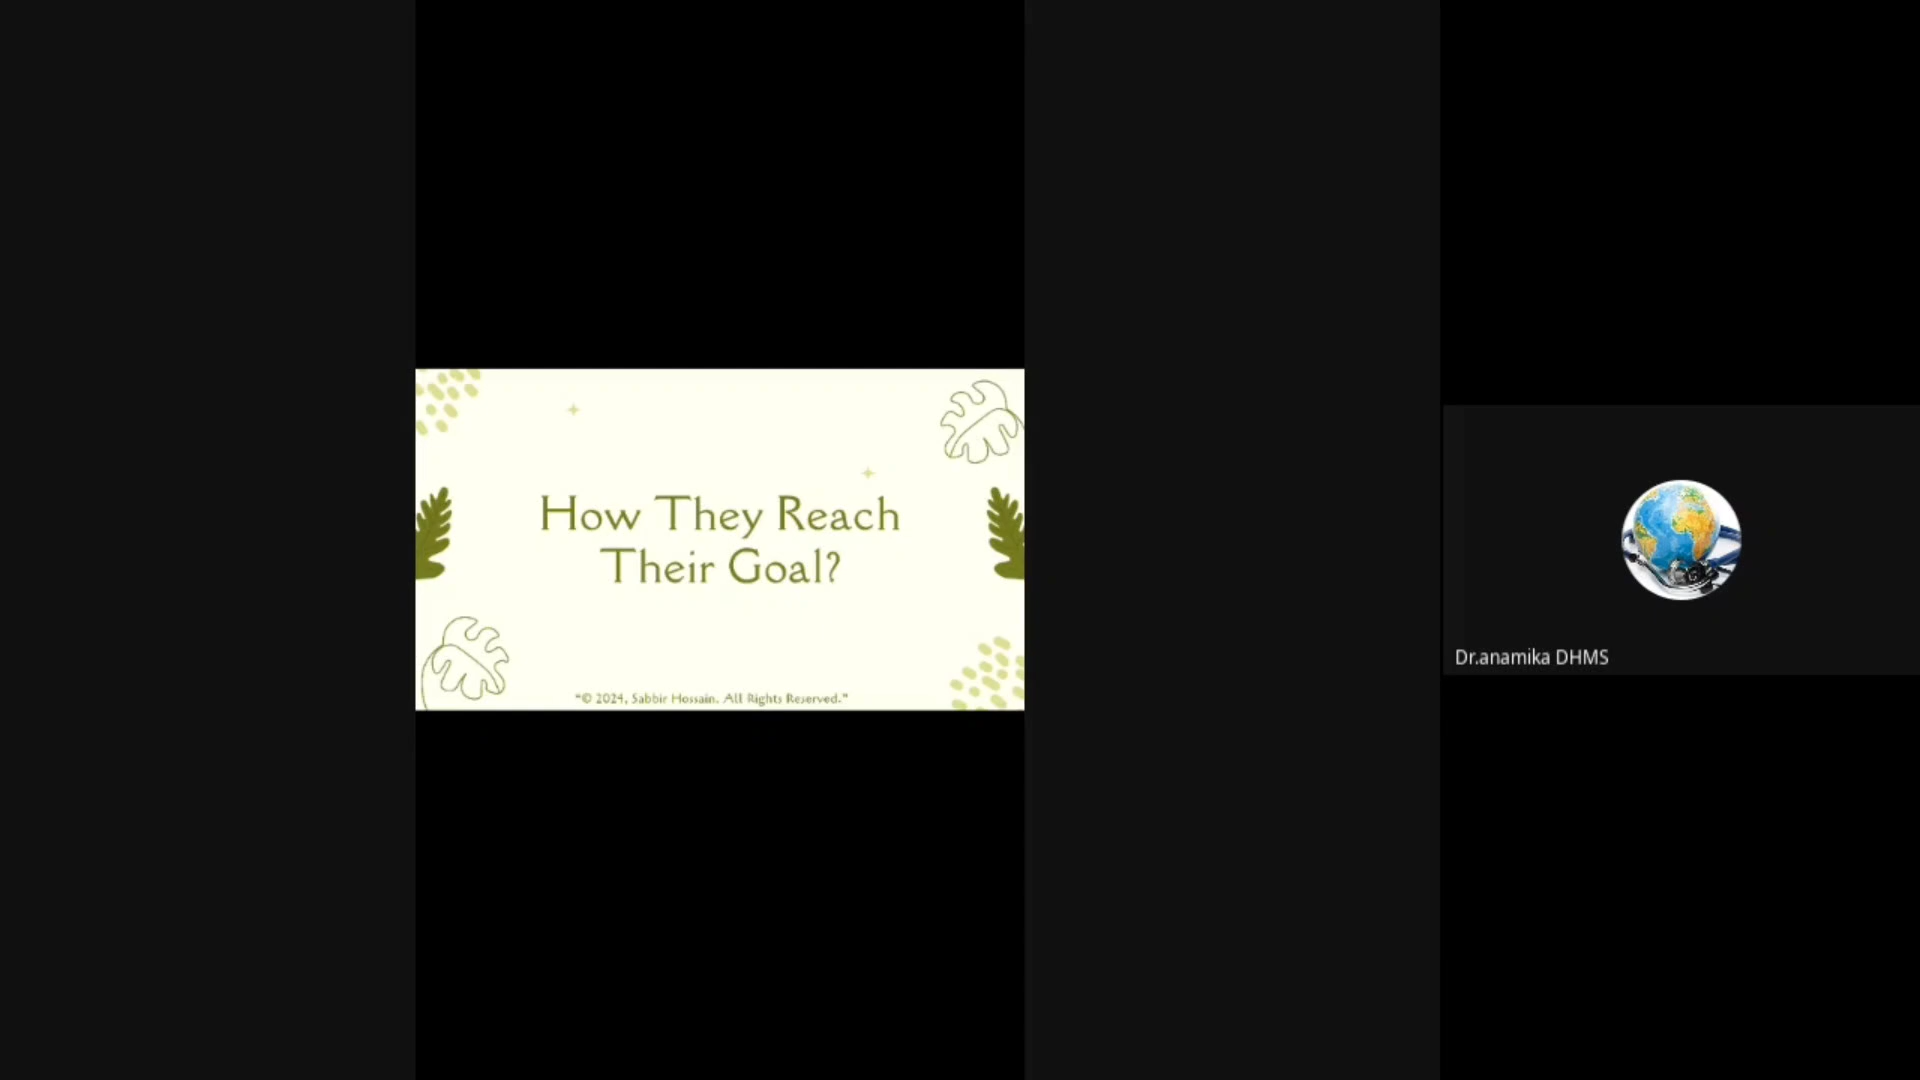 How They Reach
Their Goal?
"© 2024, Sabbir Hossain. All Rights Reserved."
Dr.anamika DHMS